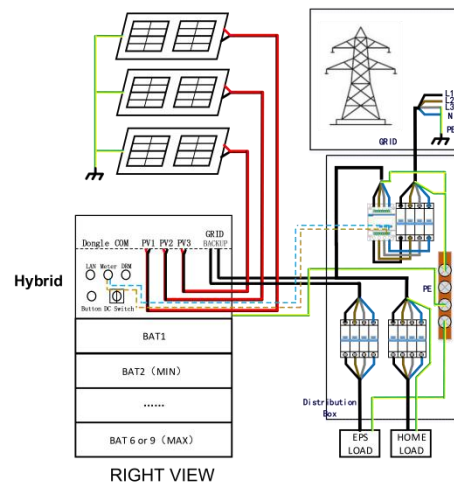 L1
L2
L3
N
PE
GRID
GRID
BACKUP
Dongle COM PV1 PV2 PV3
LAN Meter DRM
Hybrid
Button DC Switch
PE
BAT1
BAT2（MIN）
······
BAT 6 or 9（MAX）
Distribution
Box
EPS
LOAD
HOME
LOAD
RIGHT VIEW